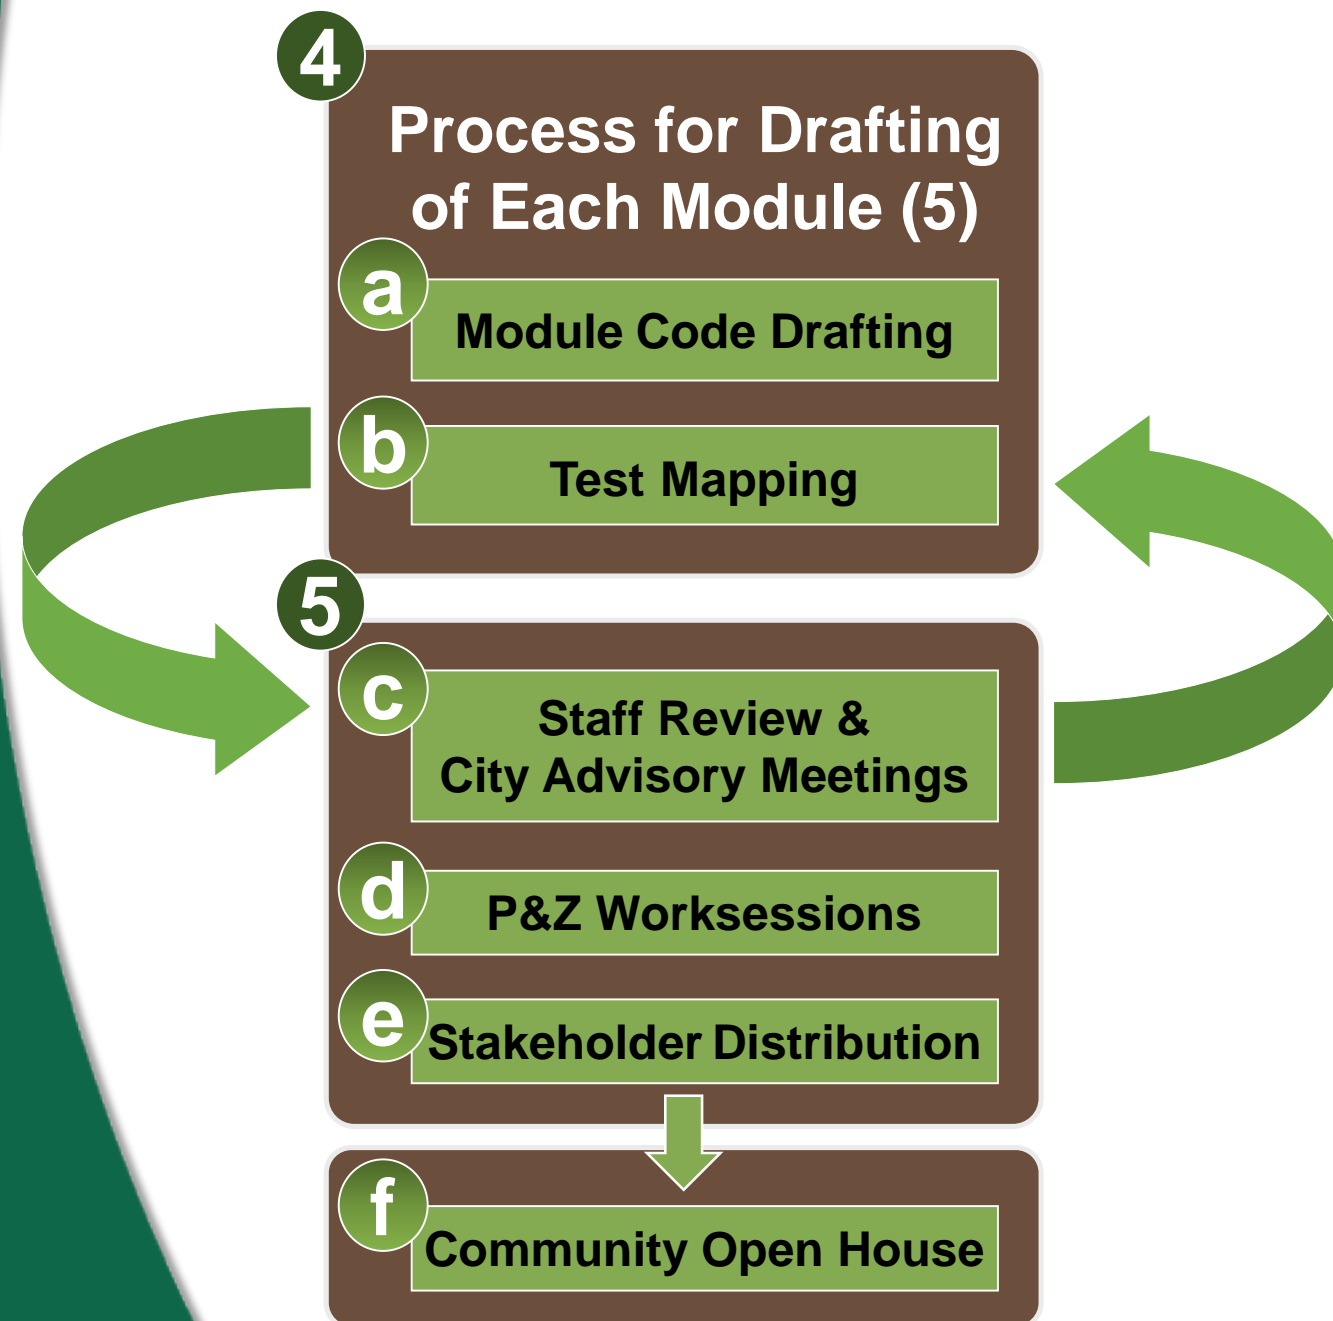 4
Process for Drafting
of Each Module (5)
a
Module Code Drafting
b
Test Mapping
5
c
Staff Review &
City Advisory Meetings
d
P&Z Worksessions
e
Stakeholder Distribution
f
Community Open House